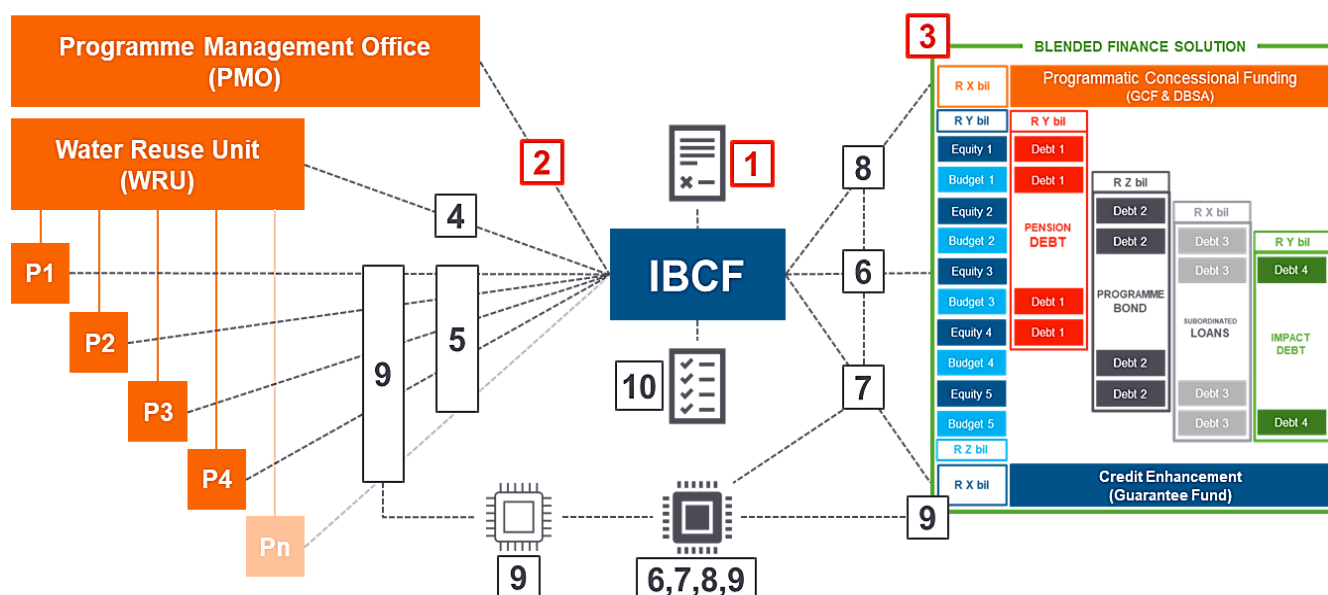 Programme Management Office
(PMO)
Water Reuse Unit
(WRU)
P1
P2
P3
P4
Pn
2
4
9
5
1
IBCF
10
9
6,7,8,9
8
6
7
9
3
BLENDED FINANCE SOLUTION
R X bil
Programmatic Concessional Funding
(GCF & DBSA)
R Y bil
Equity 1
Budget 1
Equity 2
Budget 2
Equity 3
Budget 3
Equity 4
Budget 4
Equity 5
Budget 5
R Z bil
R Y bil
Debt 1
Debt 1
PENSION
DEBT
Debt 1
Debt 1
R Z bil
Debt 2
Debt 2
PROGRAMME
BOND
Debt 2
Debt 2
R X bil
Debt 3
Debt 3
SUBORDINATED
LOANS
Debt 3
Debt 3
R Y bil
Debt 4
IMPACT
DEBT
Debt 4
R X bil
Credit Enhancement
(Guarantee Fund)